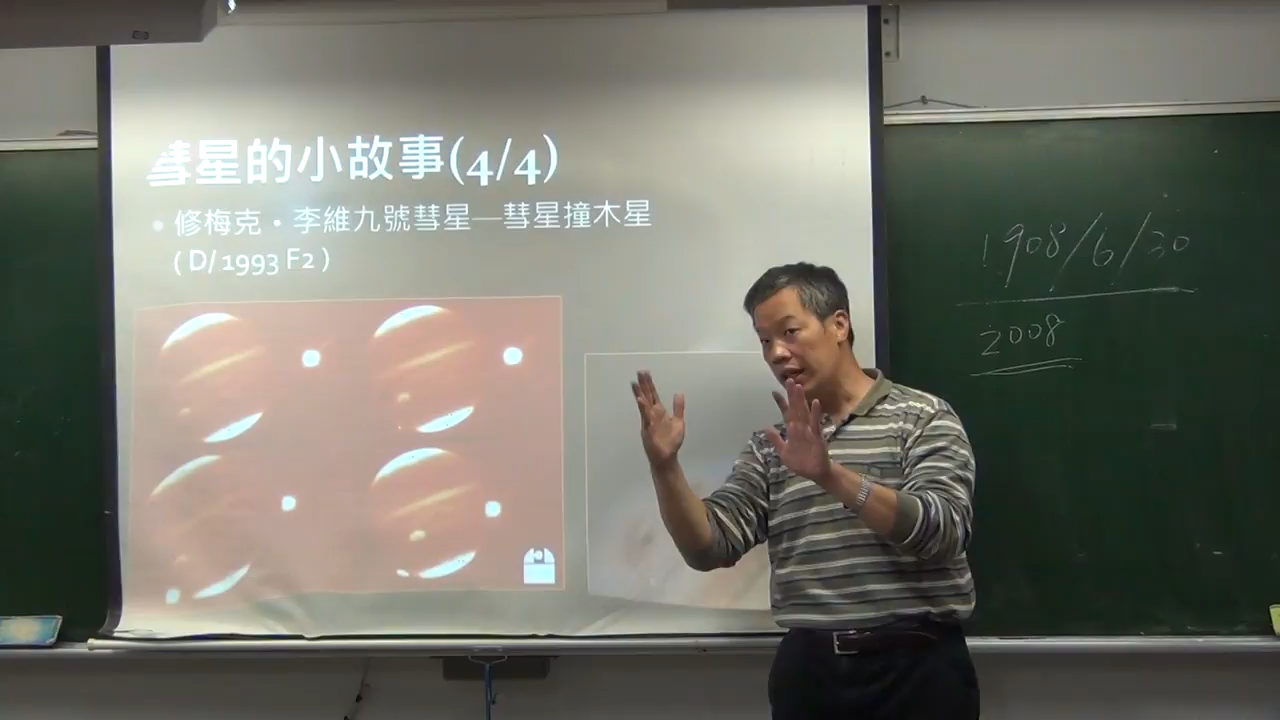 彗星的小故事(4/4)
• 修梅克・李維九號彗星—彗星撞木星
( D/ 1993 F2 )
1908/6/30
2008